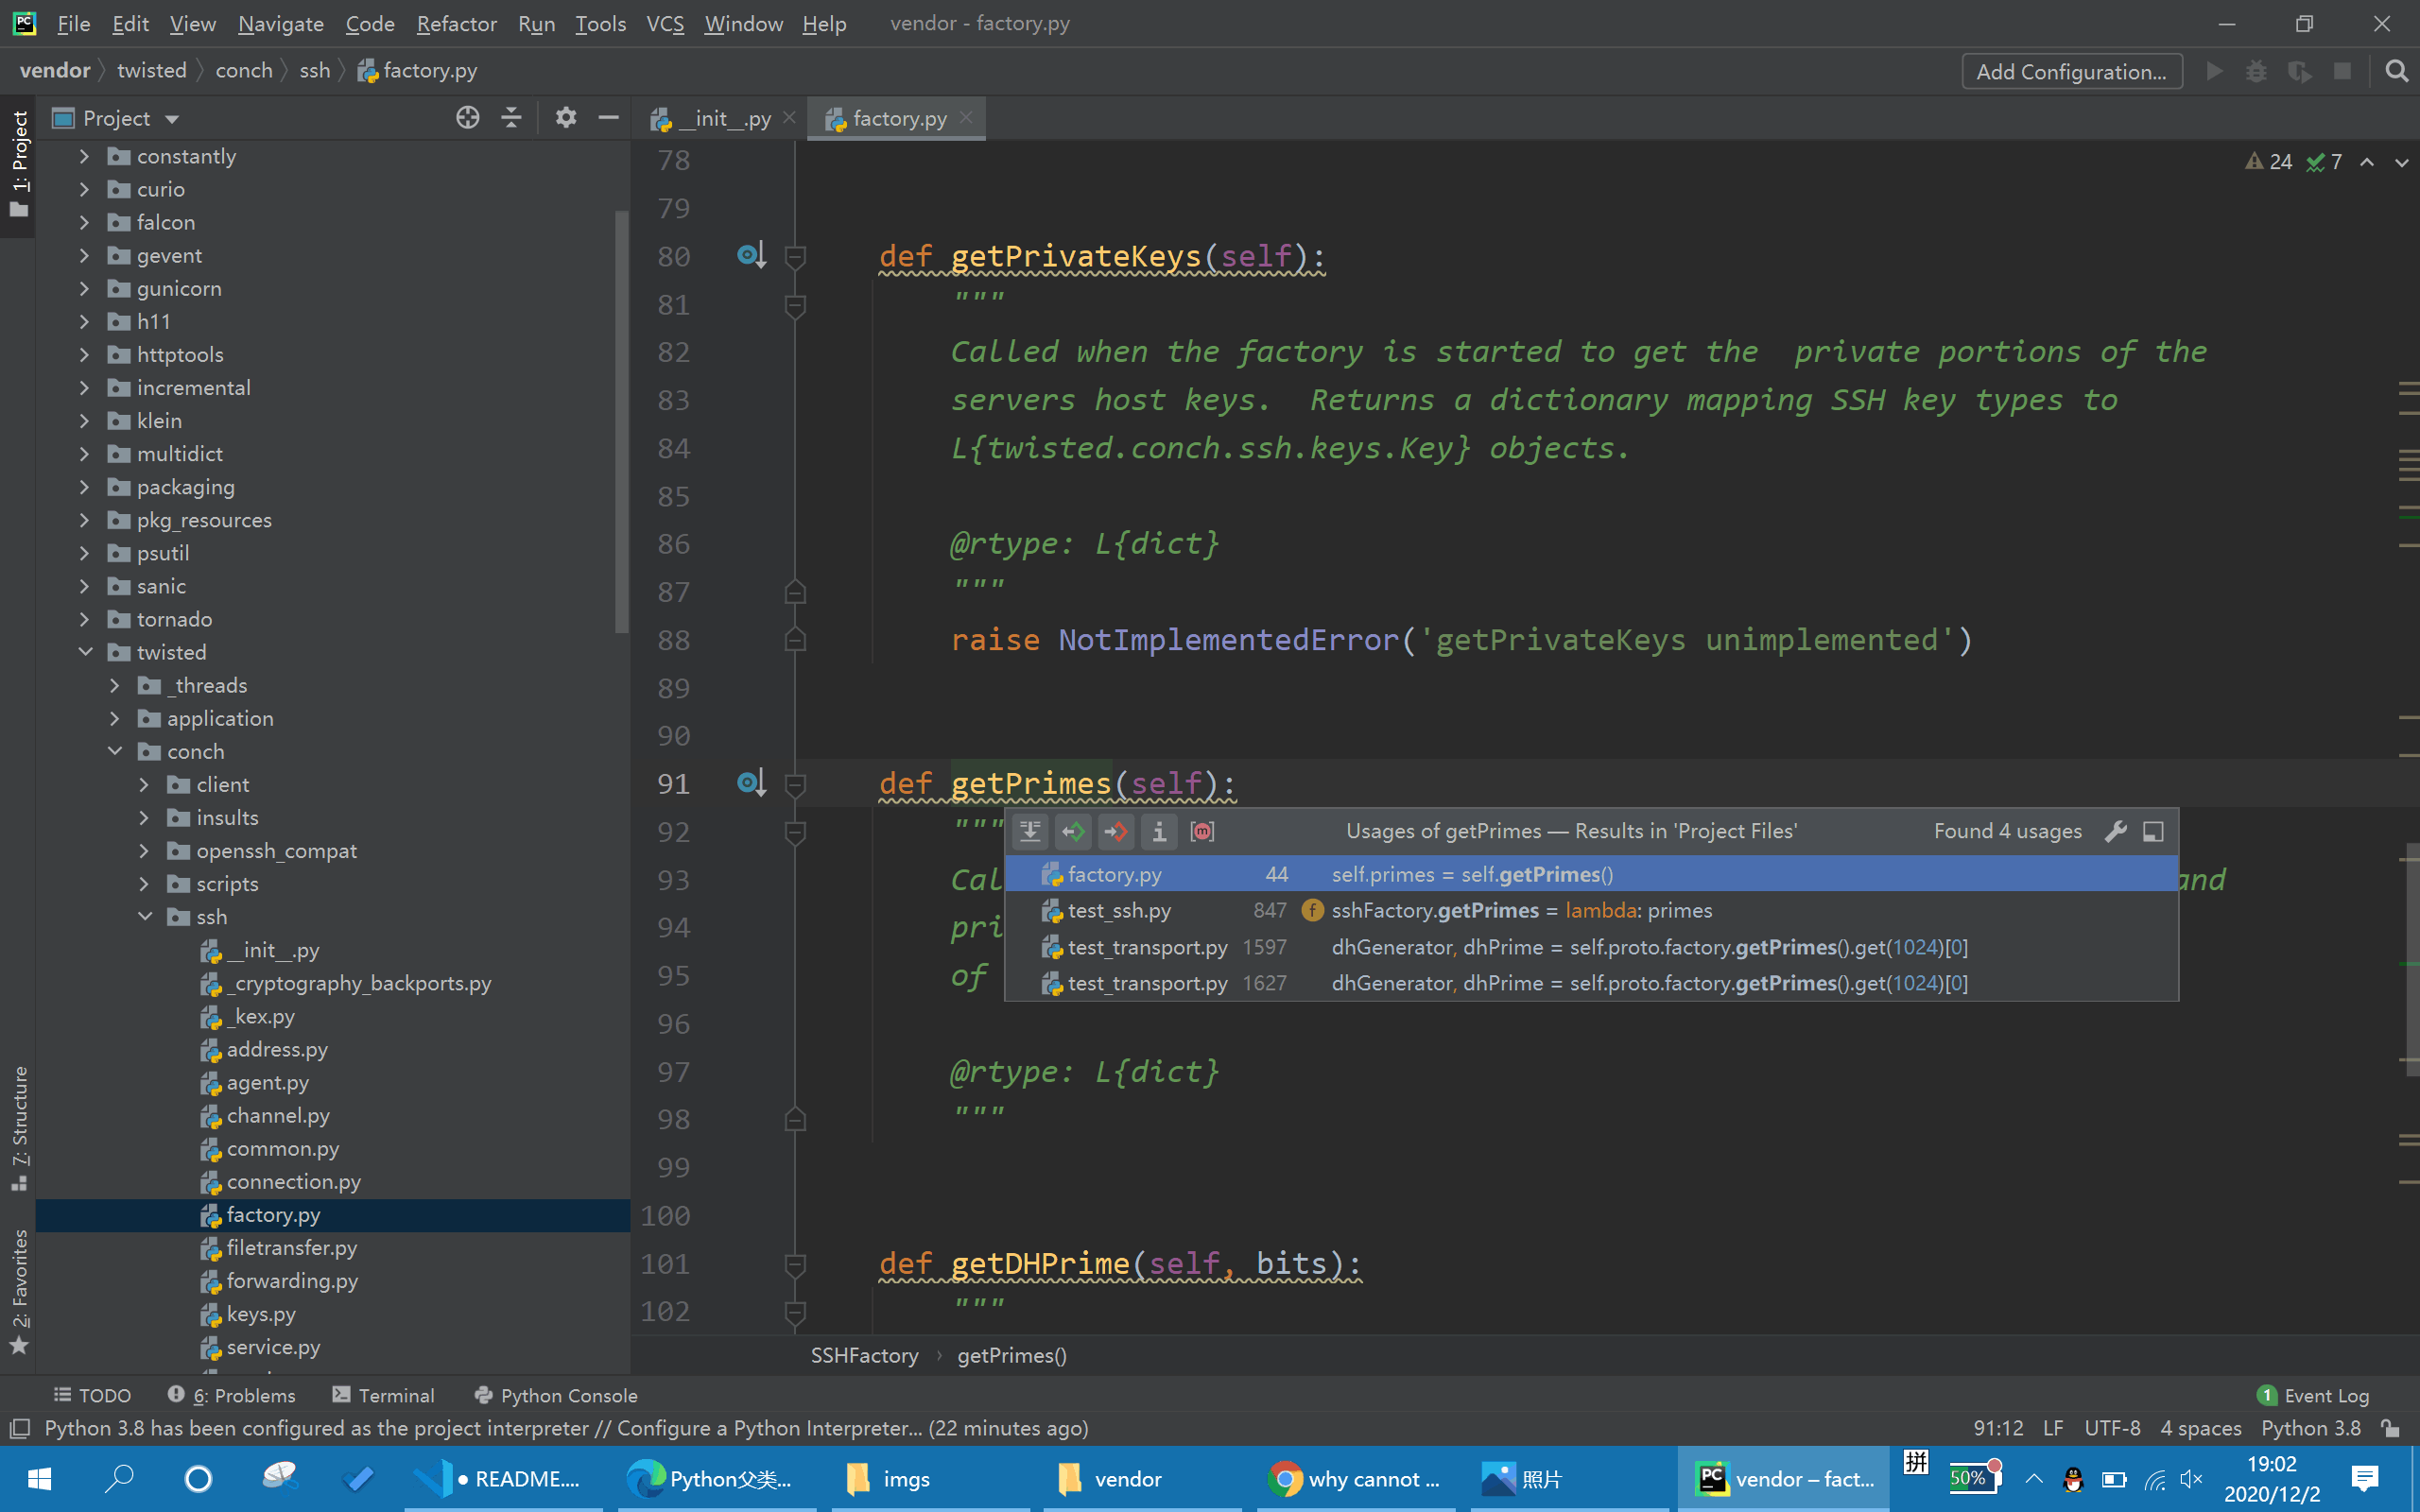 File Edit View Navigate Code Refactor Run Tools VCS Window Help vendor - factory.py
vendor twisted conch ssh factory.py Add Configuration...
1: Project
7: Structure
2: Favorites
Project
constantly
curio
falcon
gevent
gunicorn
h11
httptools
incremental
klein
multidict
packaging
pkg_resources
psutil
sanic
tornado
twisted
_threads
application
conch
client
insults
openssh_compat
scripts
ssh
__init__.py
_cryptography_backports.py
_kex.py
address.py
agent.py
channel.py
common.py
connection.py
factory.py
filetransfer.py
forwarding.py
keys.py
service.py
__init__.py factory.py
24 7
78
79
80 def getPrivateKeys(self):
81 """
82 Called when the factory is started to get the  private portions of the
83 servers host keys.  Returns a dictionary mapping SSH key types to
84 L{twisted.conch.ssh.keys.Key} objects.
85
86 @rtype: L{dict}
87 """
88 raise NotImplementedError('getPrivateKeys unimplemented')
89
90
91 def getPrimes(self):
92 """
93 Cal and
94 pri
95 of
96
97 @rtype: L{dict}
98 """
99
100
101 def getDHPrime(self, bits):
102 """
Usages of getPrimes — Results in 'Project Files' Found 4 usages
factory.py 44 self.primes = self.getPrimes()
test_ssh.py 847 f sshFactory.getPrimes = lambda: primes
test_transport.py 1597 dhGenerator, dhPrime = self.proto.factory.getPrimes().get(1024)[0]
test_transport.py 1627 dhGenerator, dhPrime = self.proto.factory.getPrimes().get(1024)[0]
SSHFactory › getPrimes()
TODO 6: Problems Terminal Python Console 1 Event Log
Python 3.8 has been configured as the project interpreter // Configure a Python Interpreter... (22 minutes ago) 91:12 LF UTF-8 4 spaces Python 3.8
● README.... Python父类... imgs vendor why cannot ... 照片 PC vendor – fact... 拼 50% 19:02
2020/12/2